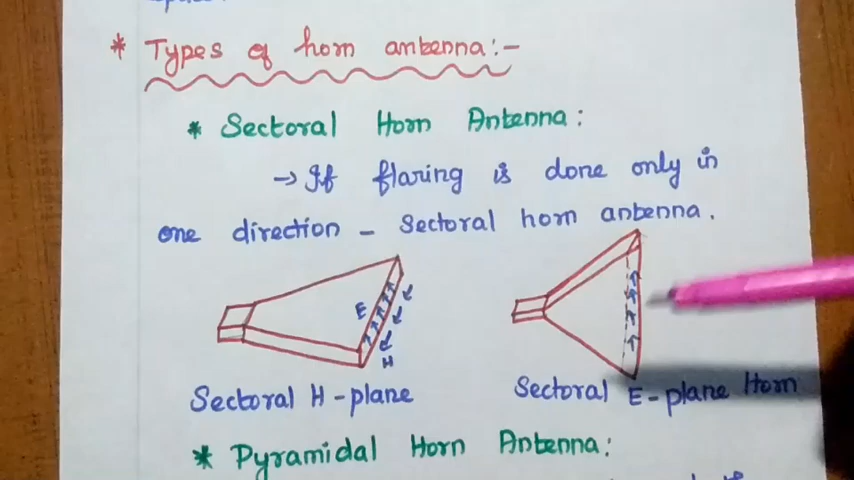 * Types of horn antenna:-
* Sectoral Horn Antenna:
→ If flaring is done only in
one direction - Sectoral horn antenna.
E
H
Sectoral H-plane
Sectoral E-plane Horn
* Pyramidal Horn Antenna: